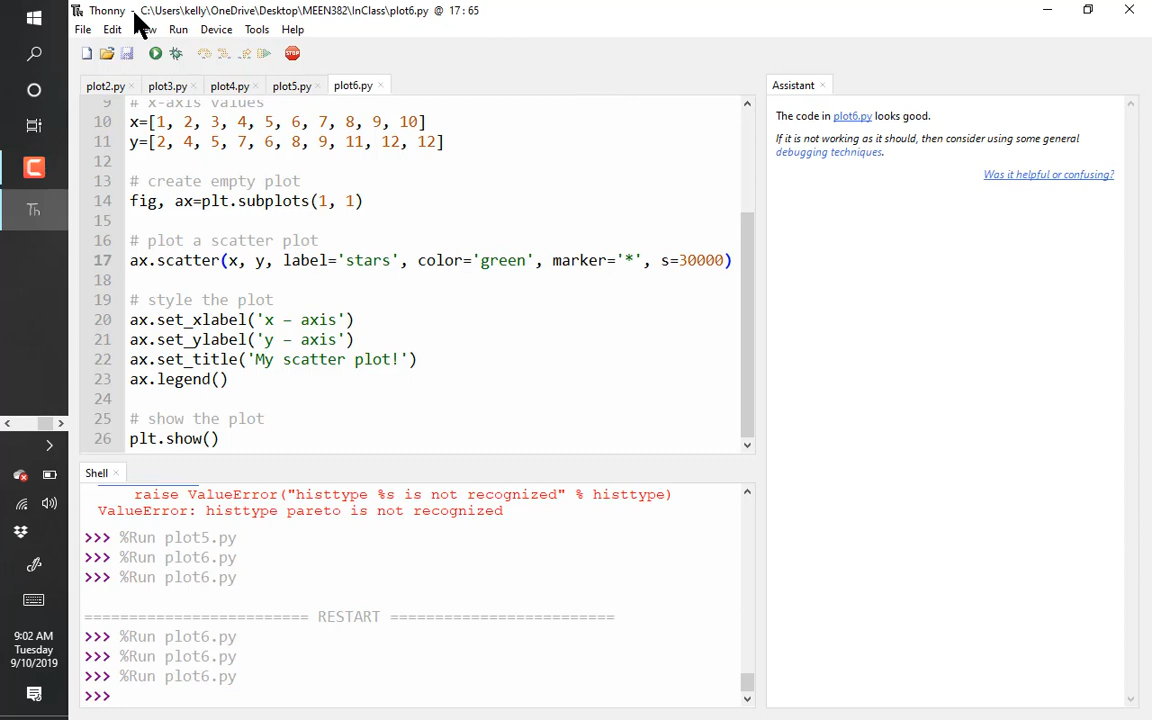 Thonny - C:\Users\kelly\OneDrive\Desktop\MEEN382\InClass\plot6.py @ 17 : 65
File Edit View Run Device Tools Help
STOP
plot2.py × plot3.py × plot4.py × plot5.py × plot6.py ×
9 # x-axis values
10 x=[1, 2, 3, 4, 5, 6, 7, 8, 9, 10]
11 y=[2, 4, 5, 7, 6, 8, 9, 11, 12, 12]
12
13 # create empty plot
14 fig, ax=plt.subplots(1, 1)
15
16 # plot a scatter plot
17 ax.scatter(x, y, label='stars', color='green', marker='*', s=30000)
18
19 # style the plot
20 ax.set_xlabel('x – axis')
21 ax.set_ylabel('y – axis')
22 ax.set_title('My scatter plot!')
23 ax.legend()
24
25 # show the plot
26 plt.show()
Shell ×
raise ValueError("histtype %s is not recognized" % histtype)
ValueError: histtype pareto is not recognized
>>> %Run plot5.py
>>> %Run plot6.py
>>> %Run plot6.py
========================= RESTART =========================
>>> %Run plot6.py
>>> %Run plot6.py
>>> %Run plot6.py
>>>
Assistant ×
The code in plot6.py looks good.
If it is not working as it should, then consider using some general
debugging techniques.
Was it helpful or confusing?
Th
9:02 AM
Tuesday
9/10/2019